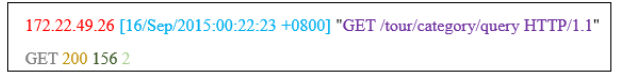 172.22.49.26 [16/Sep/2015:00:22:23 +0800] "GET /tour/category/query HTTP/1.1"
GET 200 156 2